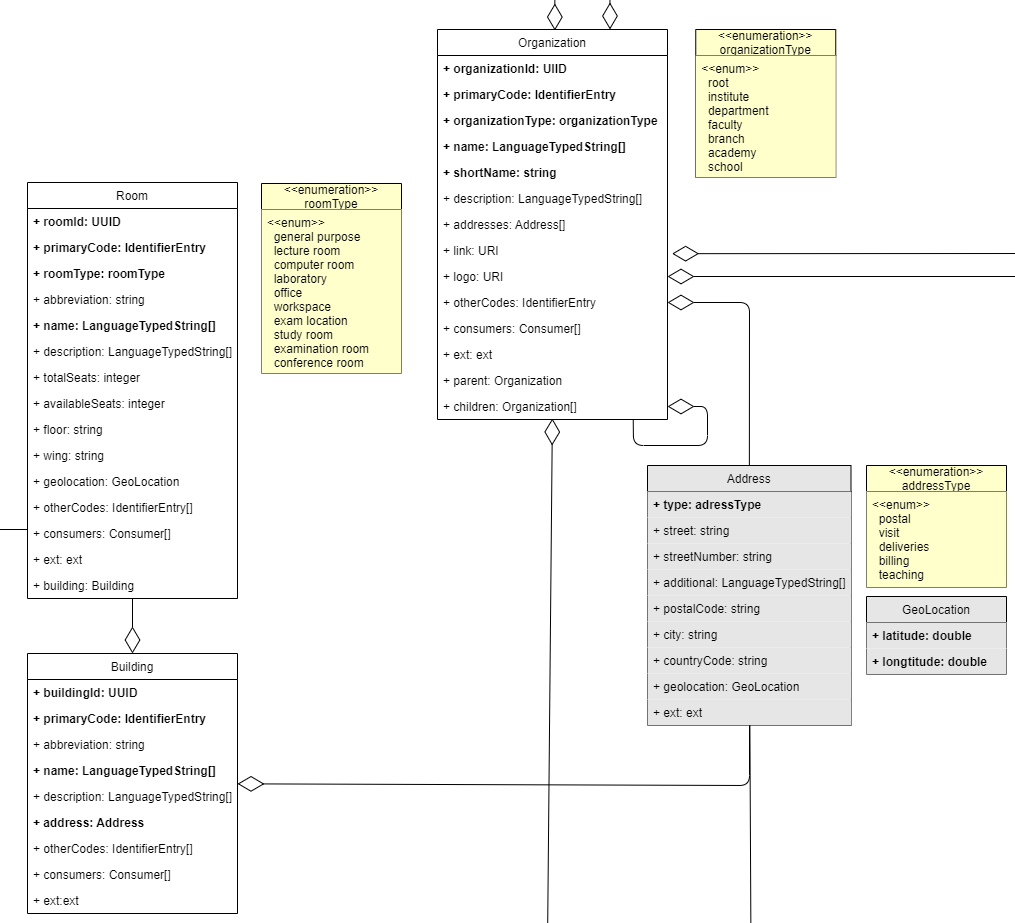 Organization
+ organizationId: UIID
+ primaryCode: IdentifierEntry
+ organizationType: organizationType
+ name: LanguageTypedString[]
+ shortName: string
+ description: LanguageTypedString[]
+ addresses: Address[]
+ link: URI
+ logo: URI
+ otherCodes: IdentifierEntry
+ consumers: Consumer[]
+ ext: ext
+ parent: Organization
+ children: Organization[]
<<enumeration>>
organizationType
<<enum>>
root
institute
department
faculty
branch
academy
school
Room
+ roomId: UUID
+ primaryCode: IdentifierEntry
+ roomType: roomType
+ abbreviation: string
+ name: LanguageTypedString[]
+ description: LanguageTypedString[]
+ totalSeats: integer
+ availableSeats: integer
+ floor: string
+ wing: string
+ geolocation: GeoLocation
+ otherCodes: IdentifierEntry[]
+ consumers: Consumer[]
+ ext: ext
+ building: Building
<<enumeration>>
roomType
<<enum>>
general purpose
lecture room
computer room
laboratory
office
workspace
exam location
study room
examination room
conference room
Address
+ type: adressType
+ street: string
+ streetNumber: string
+ additional: LanguageTypedString[]
+ postalCode: string
+ city: string
+ countryCode: string
+ geolocation: GeoLocation
+ ext: ext
<<enumeration>>
addressType
<<enum>>
postal
visit
deliveries
billing
teaching
GeoLocation
+ latitude: double
+ longtitude: double
Building
+ buildingId: UUID
+ primaryCode: IdentifierEntry
+ abbreviation: string
+ name: LanguageTypedString[]
+ description: LanguageTypedString[]
+ address: Address
+ otherCodes: IdentifierEntry[]
+ consumers: Consumer[]
+ ext:ext